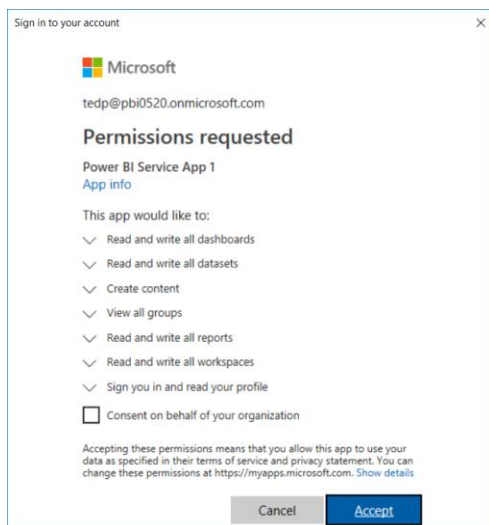 Sign in to your account
Microsoft
tedp@pbi0520.onmicrosoft.com
Permissions requested
Power BI Service App 1
App info
This app would like to:
Read and write all dashboards
Read and write all datasets
Create content
View all groups
Read and write all reports
Read and write all workspaces
Sign you in and read your profile
Consent on behalf of your organization
Accepting these permissions means that you allow this app to use your
data as specified in their terms of service and privacy statement. You can
change these permissions at https://myapps.microsoft.com. Show details
Cancel Accept